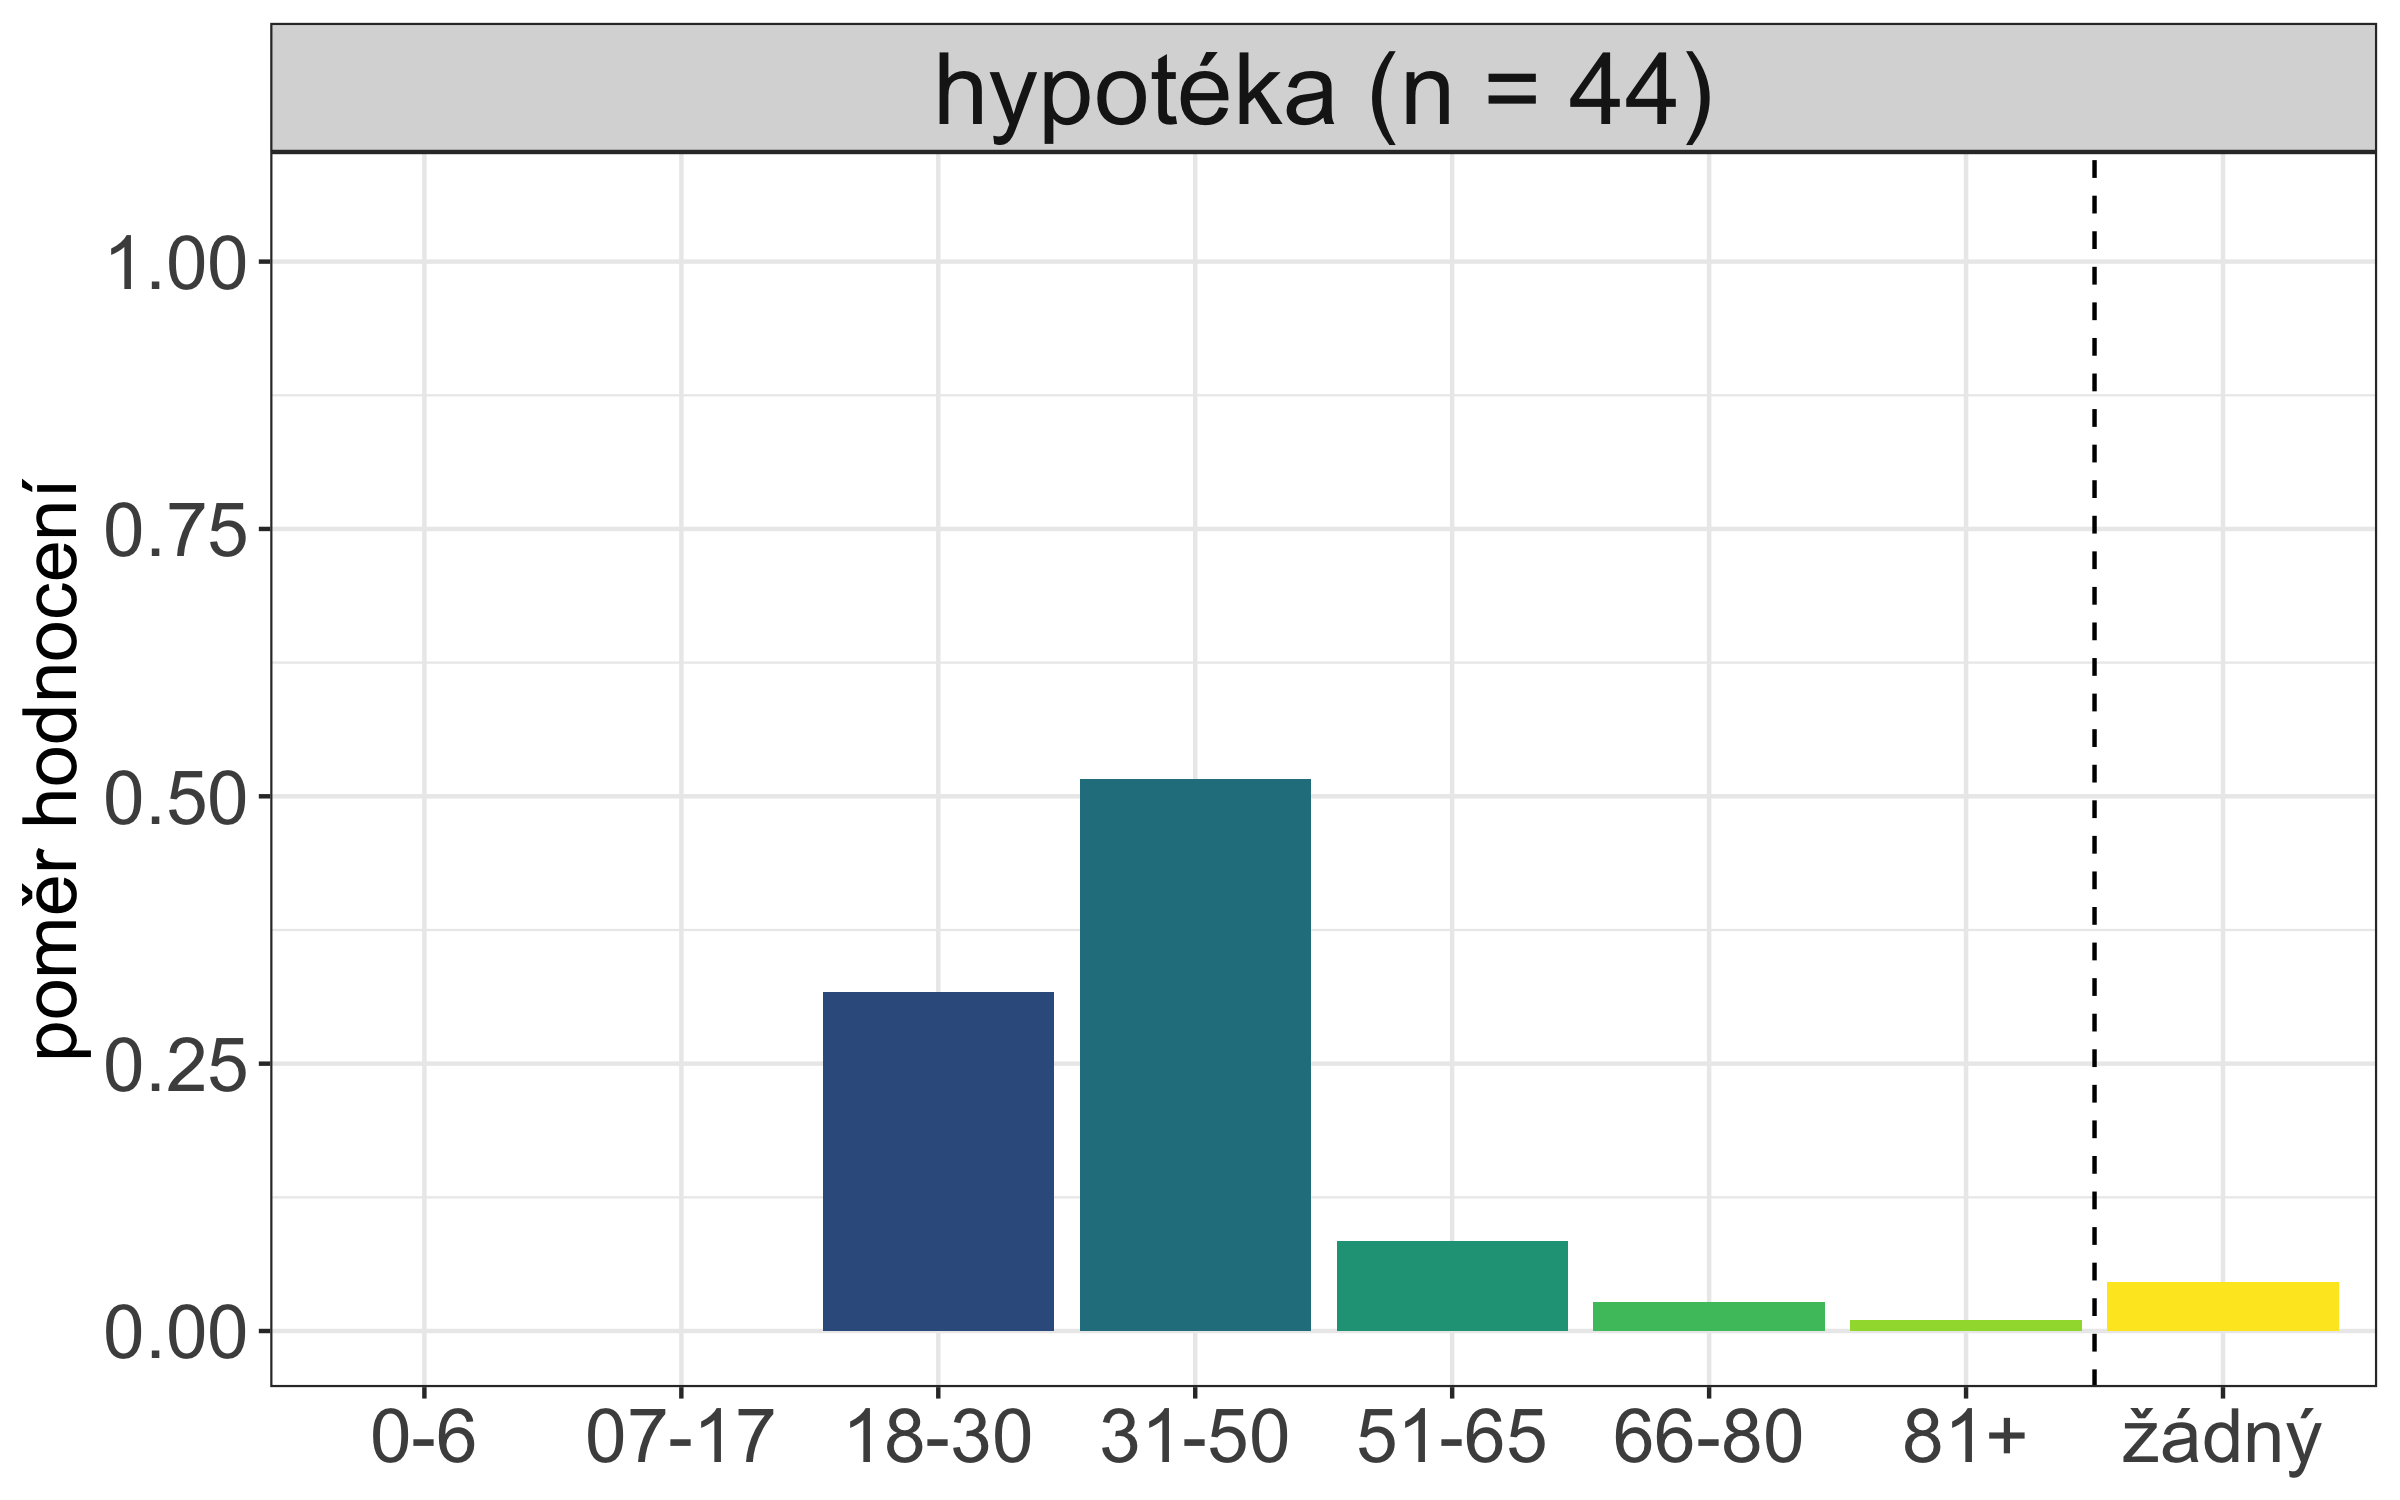 hypotéka (n = 44)
poměr hodnocení
1.00
0.75
0.50
0.25
0.00
0-6 07-17 18-30 31-50 51-65 66-80 81+ žádný